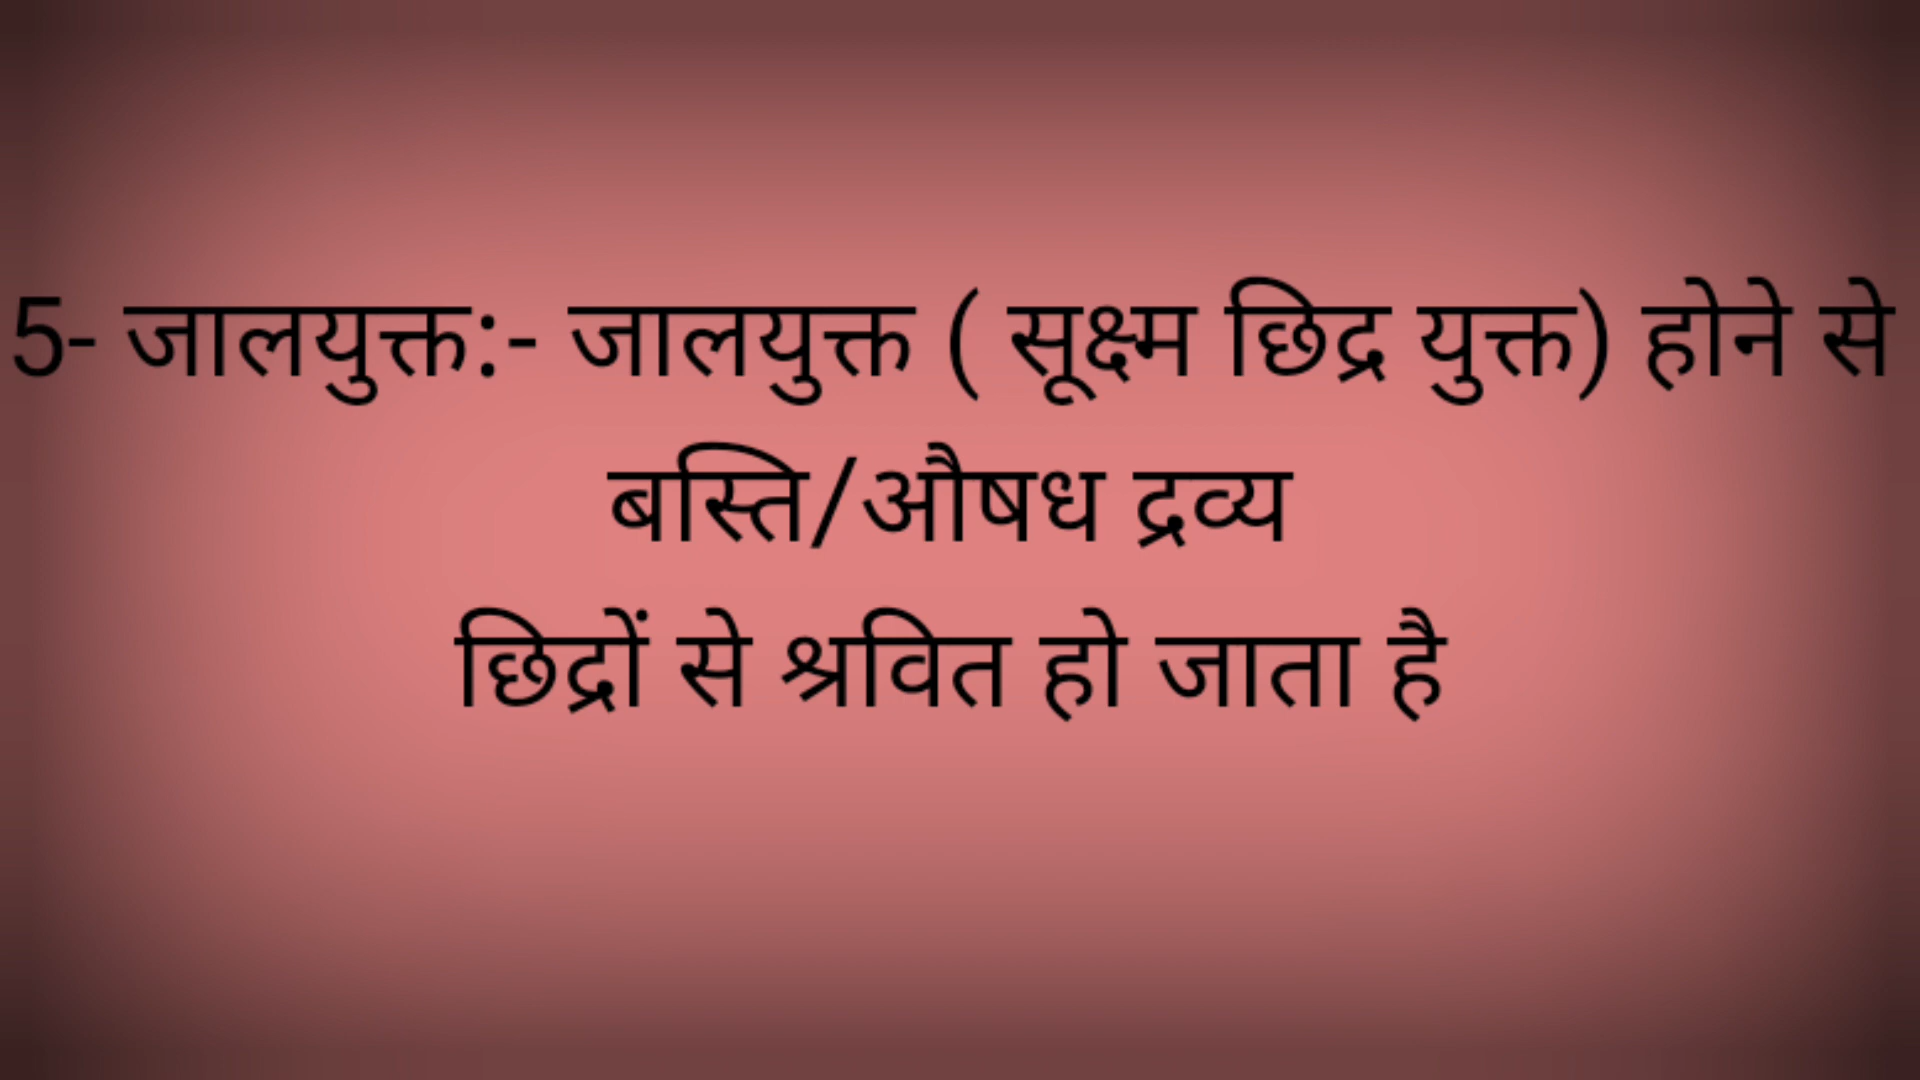 5- जालयुक्त:- जालयुक्त ( सूक्ष्म छिद्र युक्त) होने से
बस्ति/औषध द्रव्य
छिद्रों से श्रवित हो जाता है